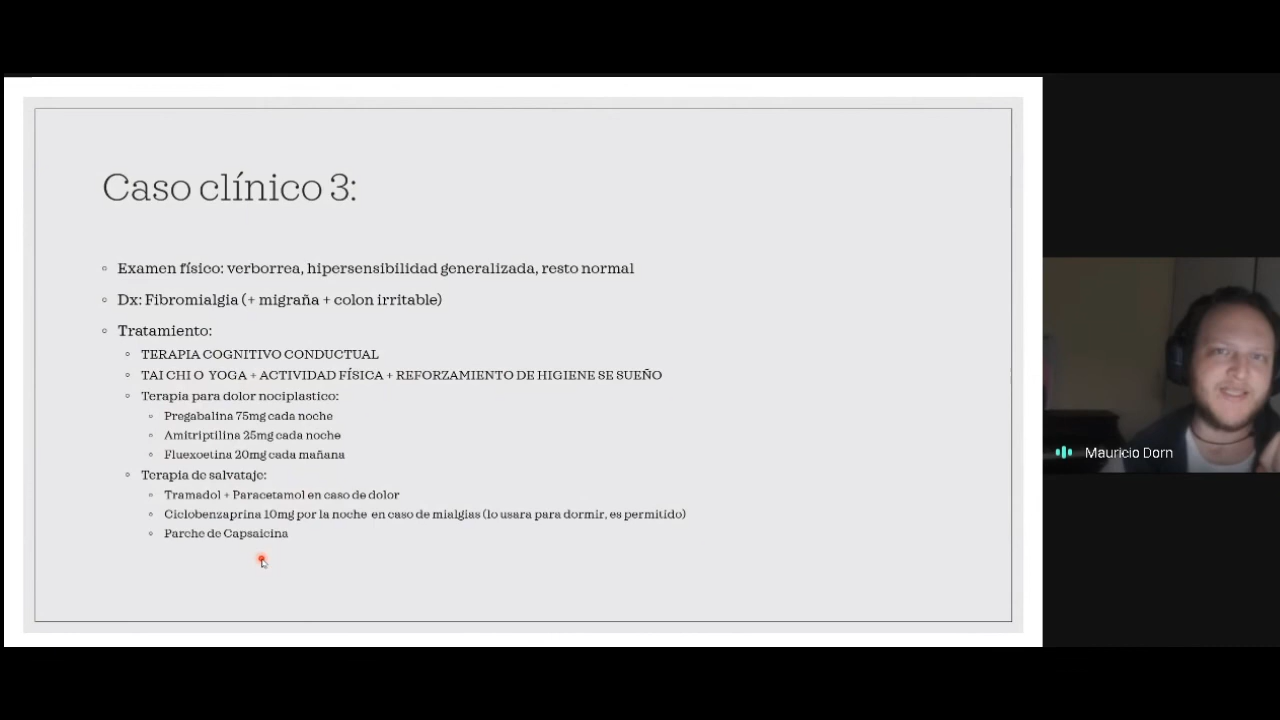 Caso clínico 3:
Examen físico: verborrea, hipersensibilidad generalizada, resto normal
Dx: Fibromialgia (+ migraña + colon irritable)
Tratamiento:
TERAPIA COGNITIVO CONDUCTUAL
TAI CHI O YOGA + ACTIVIDAD FÍSICA + REFORZAMIENTO DE HIGIENE SE SUEÑO
Terapia para dolor nociplastico:
Pregabalina 75mg cada noche
Amitriptilina 25mg cada noche
Fluexoetina 20mg cada mañana
Terapia de salvataje:
Tramadol + Paracetamol en caso de dolor
Ciclobenzaprina 10mg por la noche en caso de mialgias (lo usara para dormir, es permitido)
Parche de Capsaicina
Mauricio Dorn